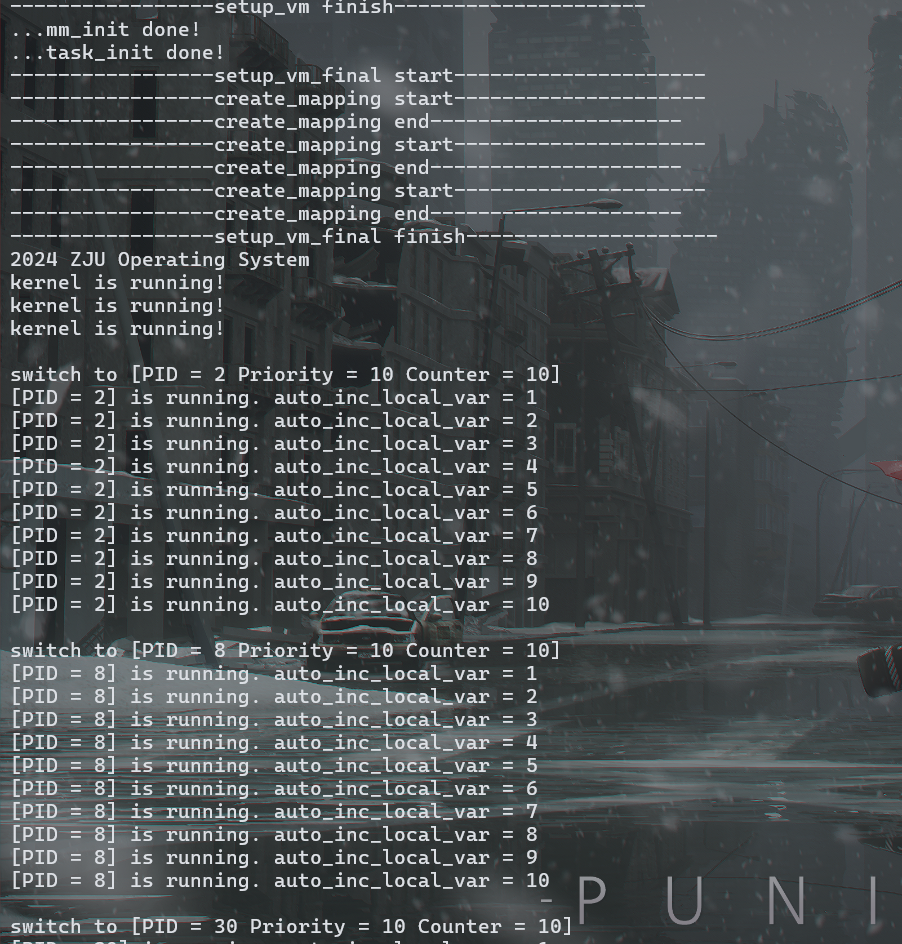 -----------------setup_vm finish---------------------
...mm_init done!
...task_init done!
-----------------setup_vm_final start---------------------
-----------------create_mapping start---------------------
-----------------create_mapping end---------------------
-----------------create_mapping start---------------------
-----------------create_mapping end---------------------
-----------------create_mapping start---------------------
-----------------create_mapping end---------------------
-----------------setup_vm_final finish---------------------
2024 ZJU Operating System
kernel is running!
kernel is running!
kernel is running!
switch to [PID = 2 Priority = 10 Counter = 10]
[PID = 2] is running. auto_inc_local_var = 1
[PID = 2] is running. auto_inc_local_var = 2
[PID = 2] is running. auto_inc_local_var = 3
[PID = 2] is running. auto_inc_local_var = 4
[PID = 2] is running. auto_inc_local_var = 5
[PID = 2] is running. auto_inc_local_var = 6
[PID = 2] is running. auto_inc_local_var = 7
[PID = 2] is running. auto_inc_local_var = 8
[PID = 2] is running. auto_inc_local_var = 9
[PID = 2] is running. auto_inc_local_var = 10
switch to [PID = 8 Priority = 10 Counter = 10]
[PID = 8] is running. auto_inc_local_var = 1
[PID = 8] is running. auto_inc_local_var = 2
[PID = 8] is running. auto_inc_local_var = 3
[PID = 8] is running. auto_inc_local_var = 4
[PID = 8] is running. auto_inc_local_var = 5
[PID = 8] is running. auto_inc_local_var = 6
[PID = 8] is running. auto_inc_local_var = 7
[PID = 8] is running. auto_inc_local_var = 8
[PID = 8] is running. auto_inc_local_var = 9
[PID = 8] is running. auto_inc_local_var = 10
-PUNI
switch to [PID = 30 Priority = 10 Counter = 10]